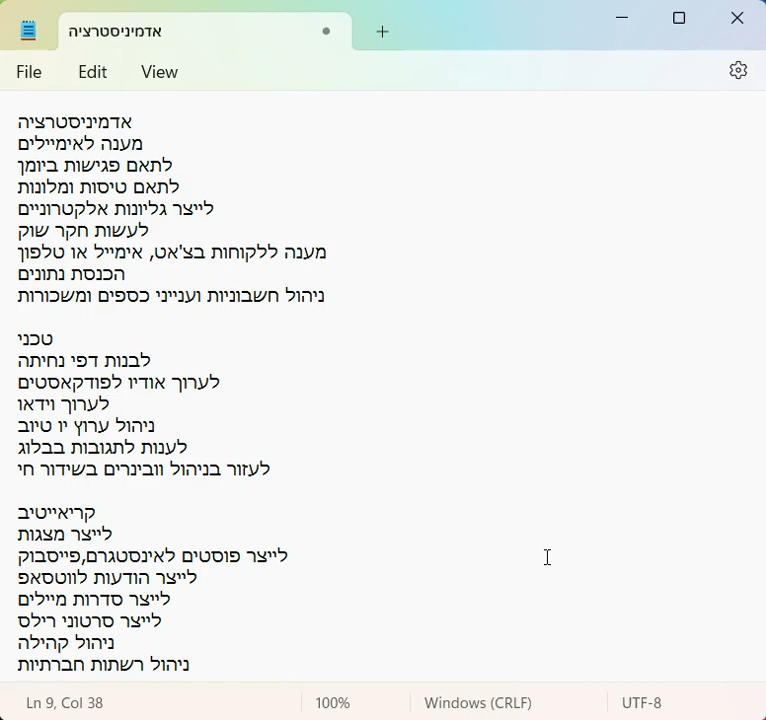 אדמיניסטרציה
File Edit View
אדמיניסטרציה
מענה לאימיילים
לתאם פגישות ביומן
לתאם טיסות ומלונות
לייצר גליונות אלקטרוניים
לעשות חקר שוק
מענה ללקוחות בצ'אט, אימייל או טלפון
הכנסת נתונים
ניהול חשבוניות וענייני כספים ומשכורות
טכני
לבנות דפי נחיתה
לערוך אודיו לפודקאסטים
לערוך וידאו
ניהול ערוץ יו טיוב
לענות לתגובות בבלוג
לעזור בניהול וובינרים בשידור חי
קריאייטיב
לייצר מצגות
לייצר פוסטים לאינסטגרם,פייסבוק
לייצר הודעות לווטסאפ
לייצר סדרות מיילים
לייצר סרטוני רילס
ניהול קהילה
ניהול רשתות חברתיות
Ln 9, Col 38 100% Windows (CRLF) UTF-8